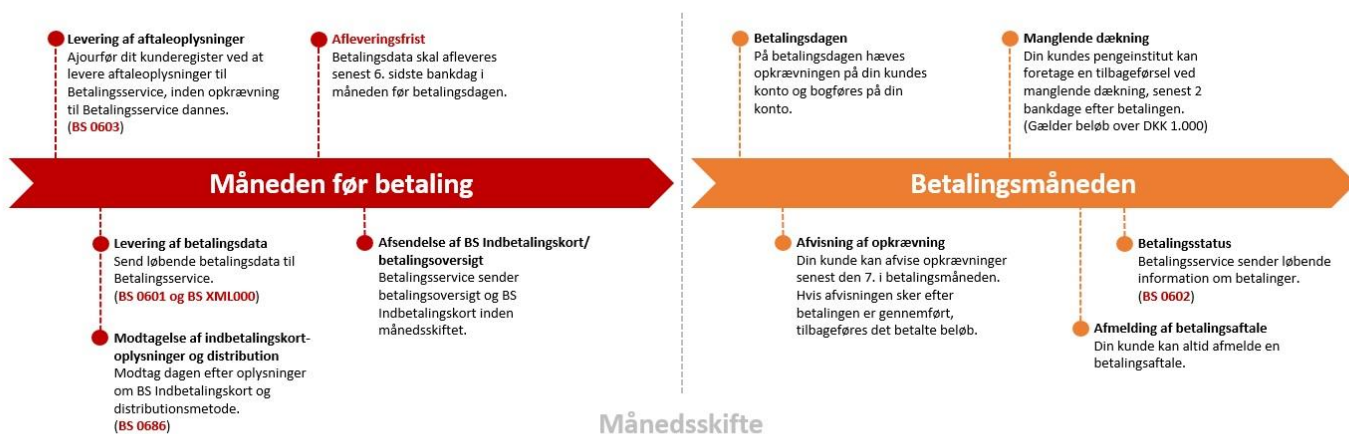 Levering af aftaleoplysninger
Ajourfør dit kunderegister ved at
levere aftaleoplysninger til
Betalingsservice, inden opkrævning
til Betalingsservice dannes.
(BS 0603)
Afleveringsfrist
Betalingsdata skal afleveres
senest 6. sidste bankdag i
måneden før betalingsdagen.
Betalingsdagen
På betalingsdagen hæves
opkrævningen på din kundes
konto og bogføres på din
konto.
Manglende dækning
Din kundes pengeinstitut kan
foretage en tilbageførsel ved
manglende dækning, senest 2
bankdage efter betalingen.
(Gælder beløb over DKK 1.000)
Måneden før betaling
Betalingsmåneden
Levering af betalingsdata
Send løbende betalingsdata til
Betalingsservice.
(BS 0601 og BS XML000)
Modtagelse af indbetalingskort-
oplysninger og distribution
Modtag dagen efter oplysninger
om BS Indbetalingskort og
distributionsmetode.
(BS 0686)
Afsendelse af BS Indbetalingskort/
betalingsoversigt
Betalingsservice sender
betalingsoversigt og BS
Indbetalingskort inden
månedsskiftet.
Afvisning af opkrævning
Din kunde kan afvise opkrævninger
senest den 7. i betalingsmåneden.
Hvis afvisningen sker efter
betalingen er gennemført,
tilbageføres det betalte beløb.
Betalingsstatus
Betalingsservice sender løbende
information om betalinger.
(BS 0602)
Afmelding af betalingsaftale
Din kunde kan altid afmelde en
betalingsaftale.
Månedsskifte